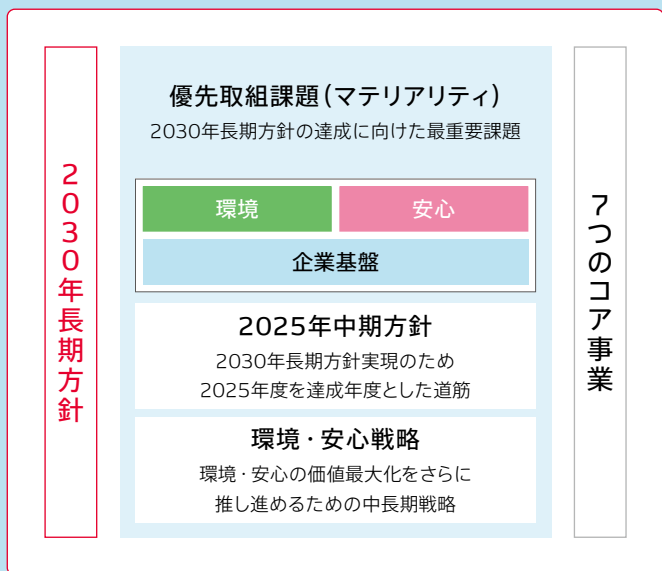 2030年長期方針
優先取組課題(マテリアリティ)
2030年長期方針の達成に向けた最重要課題
環境
安心
企業基盤
2025年中期方針
2030年長期方針実現のため
2025年度を達成年度とした道筋
環境・安心戦略
環境・安心の価値最大化をさらに
推し進めるための中長期戦略
7つのコア事業